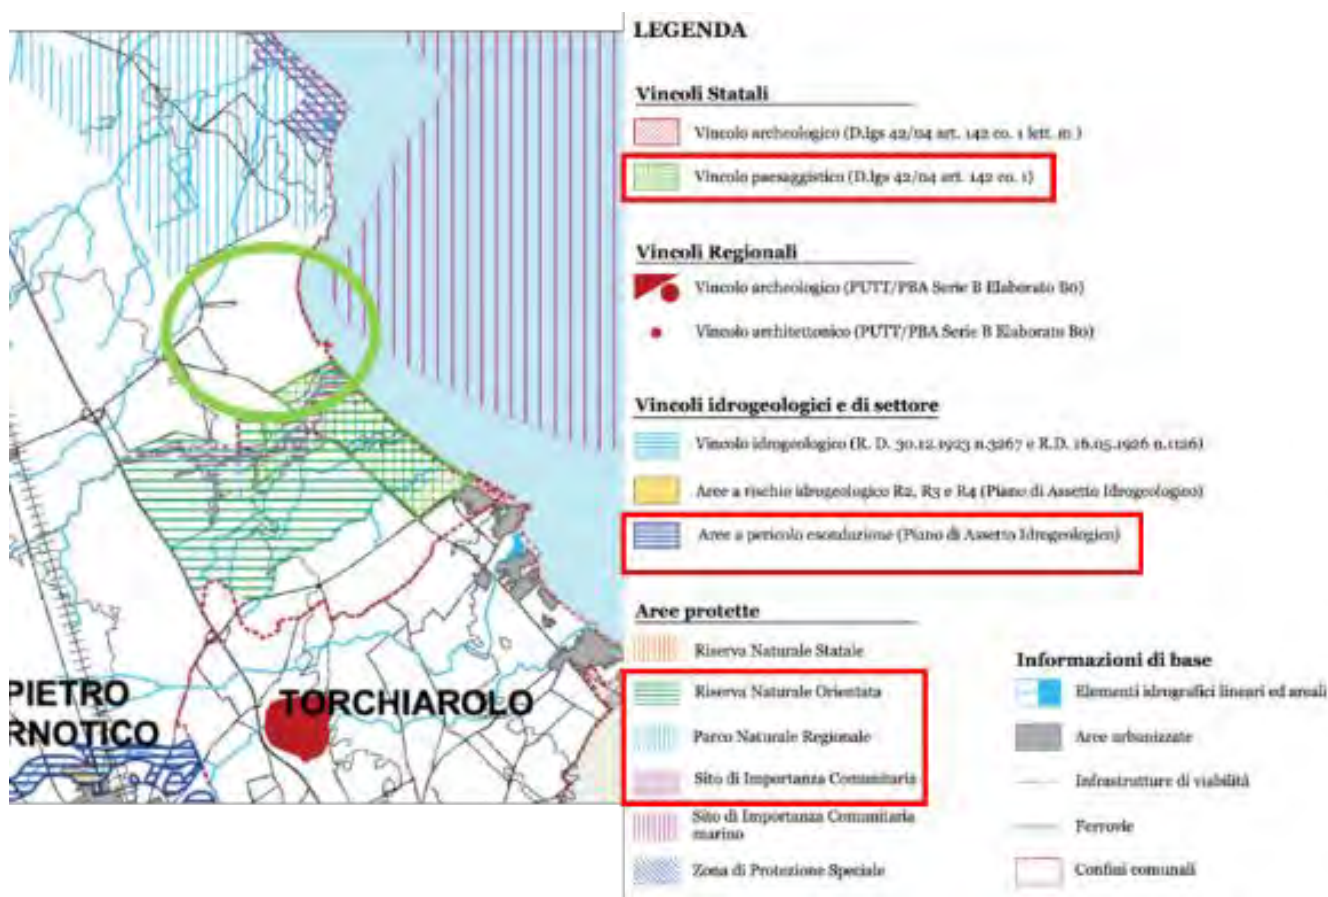 LEGENDA
Vincoli Statali
Vincolo archeologico (D.lgs 42/04 art. 142 co. 1 lett. m )
Vincolo paesaggistico (D.lgs 42/04 art. 142 co. 1)
Vincoli Regionali
Vincolo archeologico (PUTT/PBA Serie B Elaborato B0)
Vincolo architettonico (PUTT/PBA Serie B Elaborato B0)
Vincoli idrogeologici e di settore
Vincolo idrogeologico (R. D. 30.12.1923 n.3267 e R.D. 16.05.1926 n.1126)
Aree a rischio idrogeologico R2, R3 e R4 (Piano di Assetto Idrogeologico)
Aree a pericolo esondazione (Piano di Assetto Idrogeologico)
Aree protette
Riserva Naturale Statale
Riserva Naturale Orientata
Parco Naturale Regionale
Sito di Importanza Comunitaria
Sito di Importanza Comunitaria
marino
Zona di Protezione Speciale
Informazioni di base
Elementi idrografici lineari ed areali
Aree urbanizzate
Infrastrutture di viabilità
Ferrovie
Confini comunali
PIETRO
RNOTICO
TORCHIAROLO